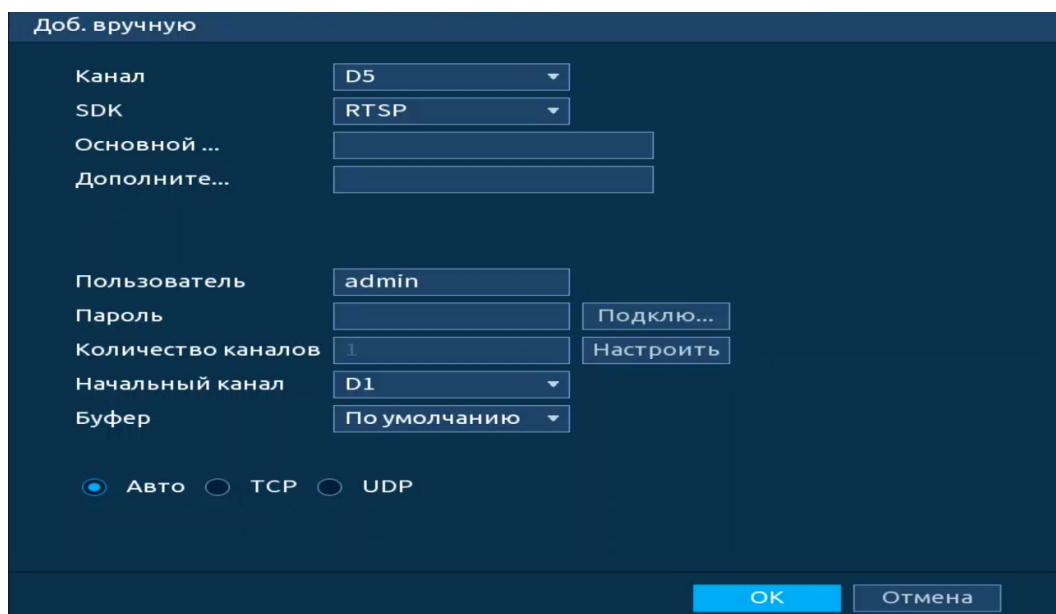 Доб. вручную
Канал D5
SDK RTSP
Основной ...
Дополните...
Пользователь admin
Пароль Подклю...
Количество каналов 1 Настроить
Начальный канал D1
Буфер По умолчанию
Авто TCP UDP
OK Отмена